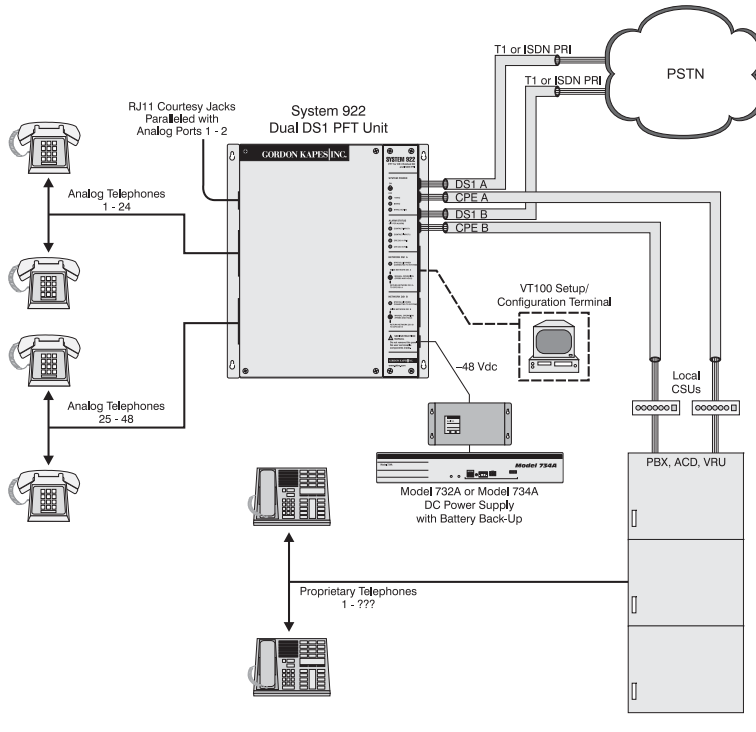 T1 or ISDN PRI
PSTN
T1 or ISDN PRI
RJ11 Courtesy Jacks
Paralleled with
Analog Ports 1 - 2
System 922
Dual DS1 PFT Unit
GORDON KAPES INC.
SYSTEM 922
DS1 A
CPE A
DS1 B
CPE B
Analog Telephones
1 - 24
VT100 Setup/
Configuration Terminal
–48 Vdc
Local
CSUs
Analog Telephones
25 - 48
PBX, ACD, VRU
Model 734A
Model 732A or Model 734A
DC Power Supply
with Battery Back-Up
Proprietary Telephones
1 - ???